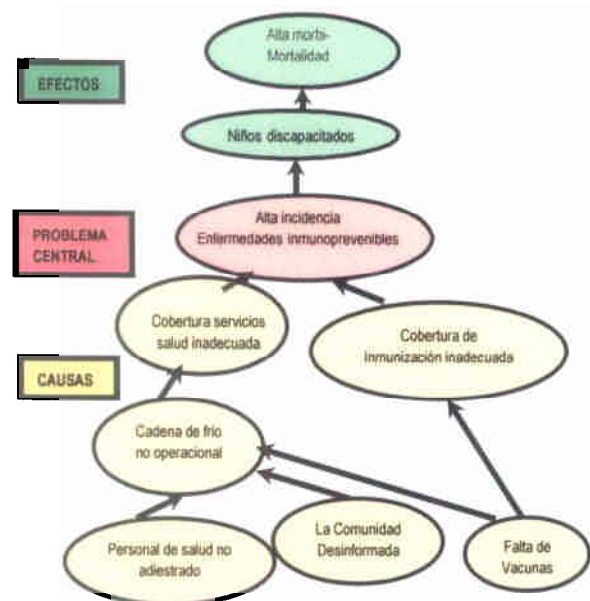 Alta morbi-
Mortalidad
EFECTOS
Niños discapacitados
Alta incidencia
Enfermedades inmunoprevenibles
PROBLEMA
CENTRAL
Cobertura servicios
salud inadecuada
Cobertura de
Inmunización inadecuada
CAUSAS
Cadena de frio
no operacional
La Comunidad
Desinformada
Personal de salud no
adiestrado
Falta de
Vacunas